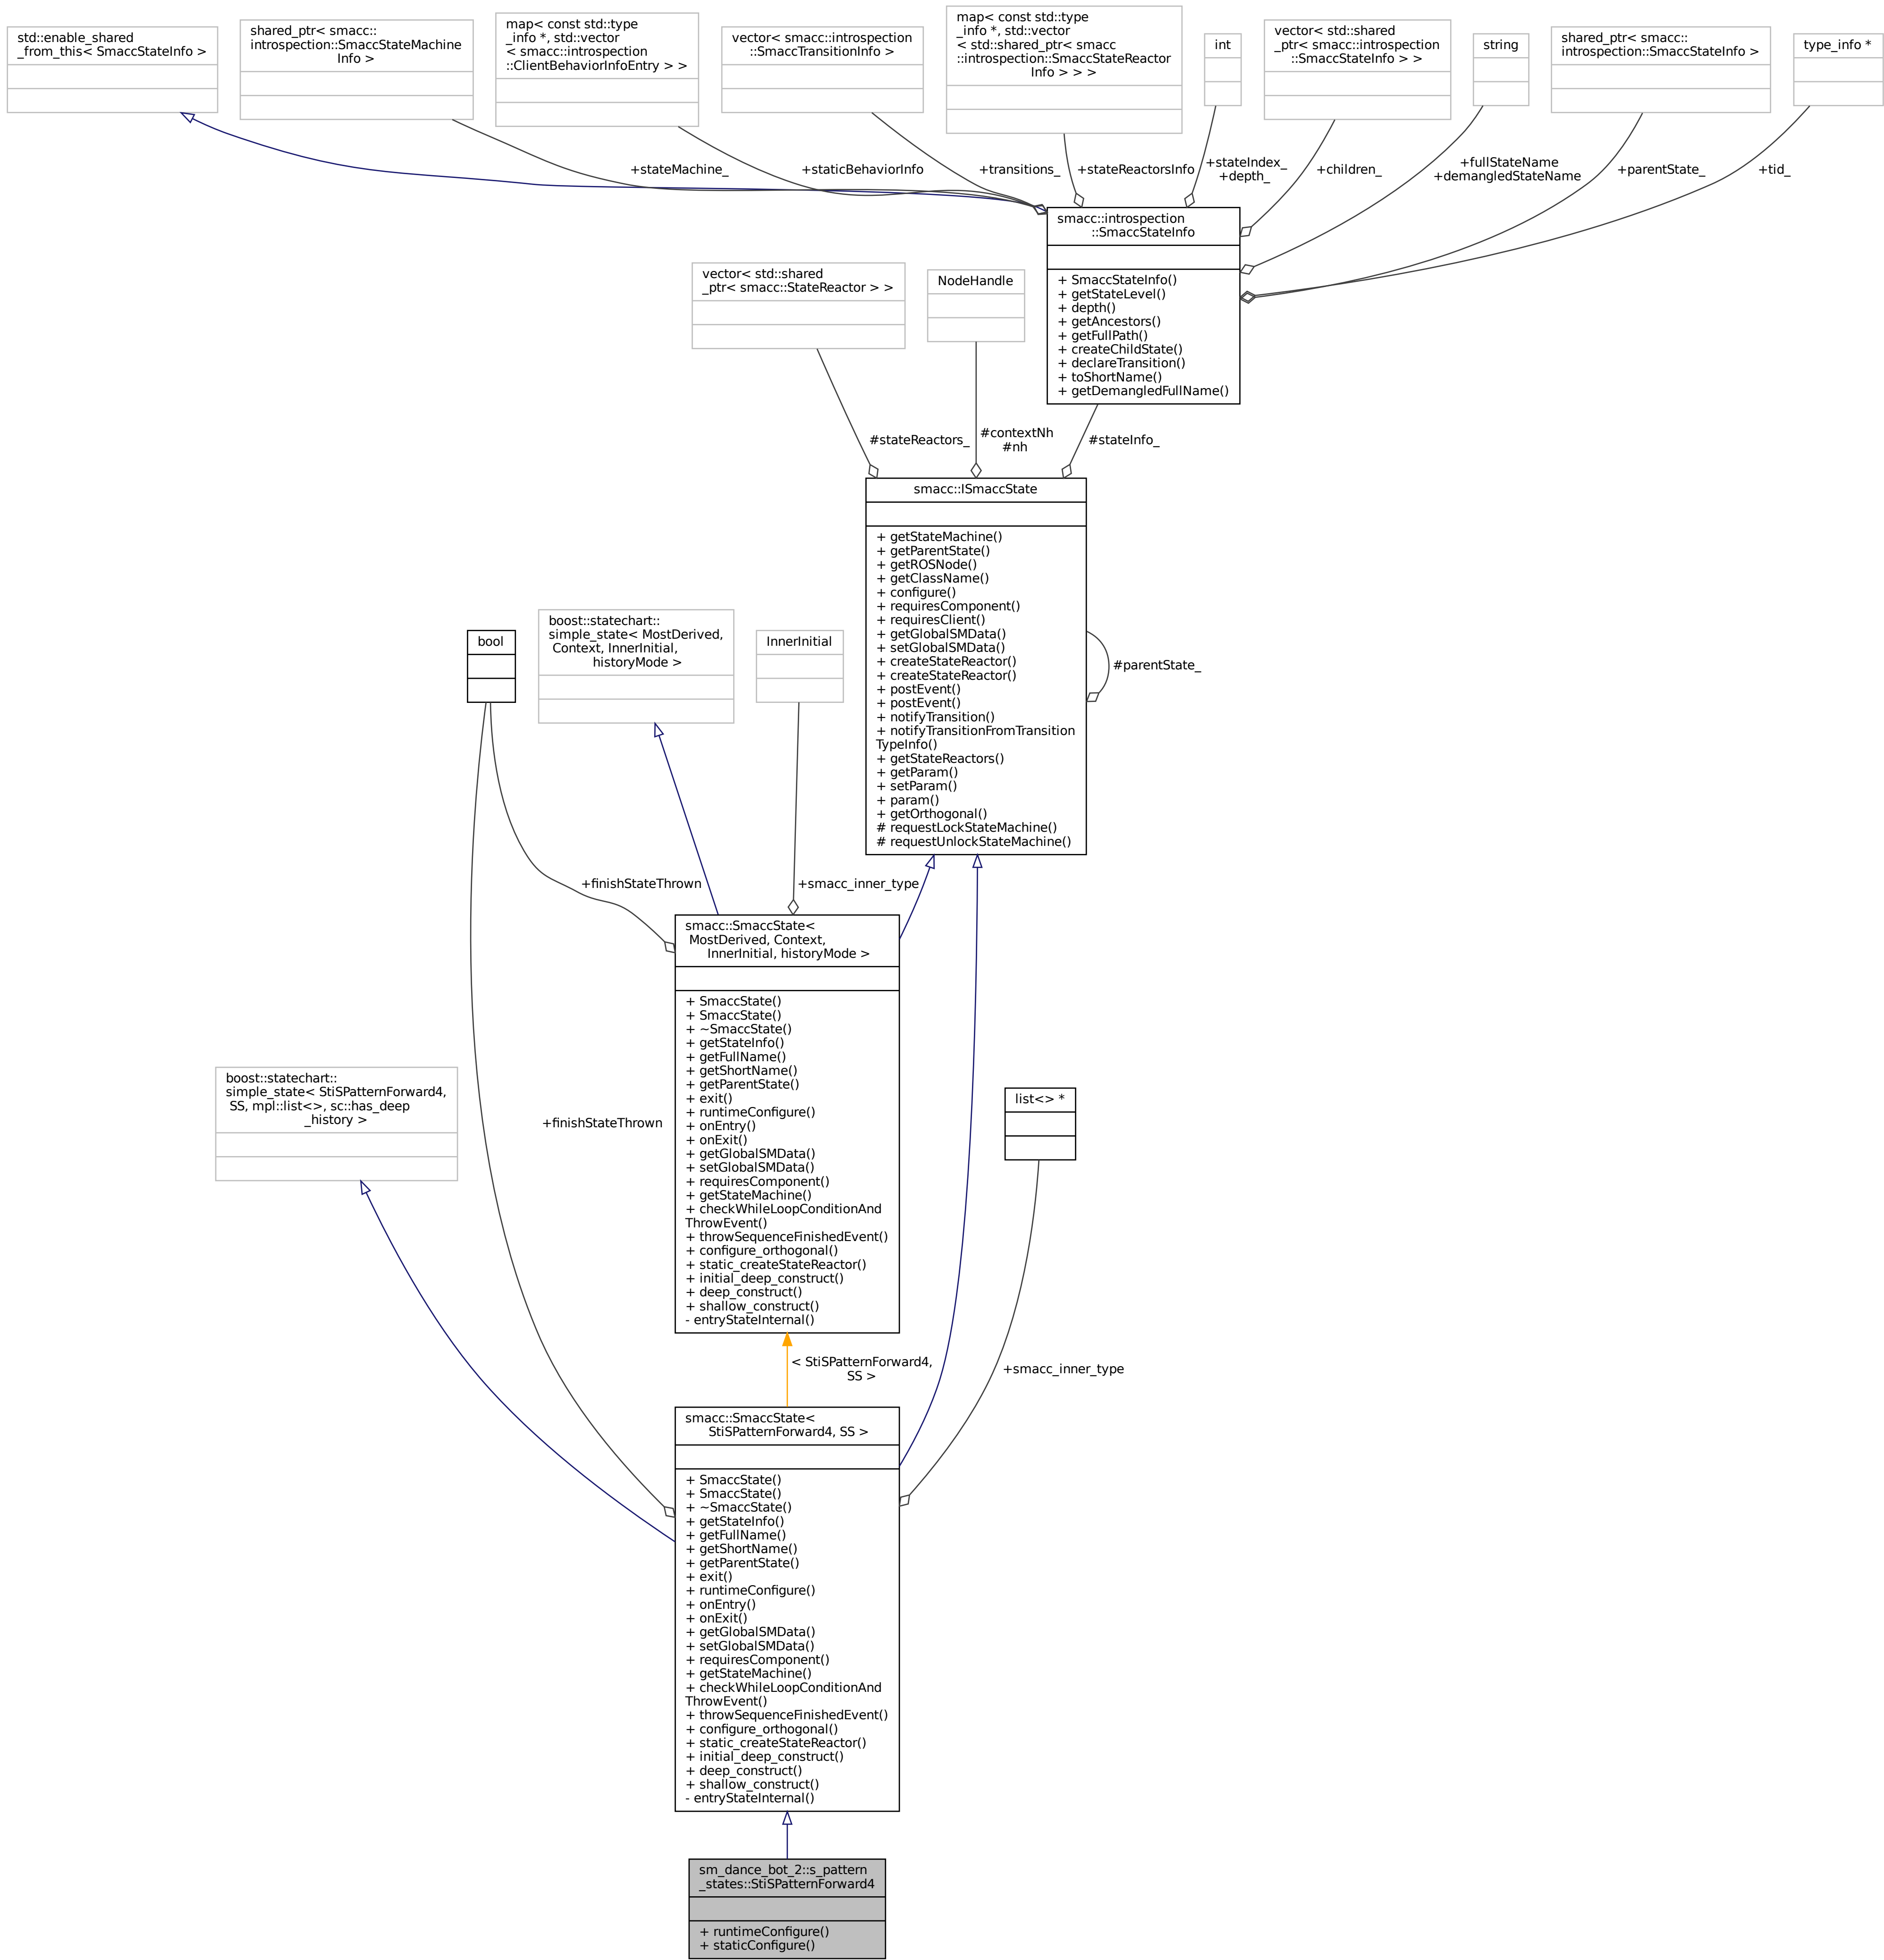 std::enable_shared
_from_this< SmaccStateInfo >
shared_ptr< smacc::
introspection::SmaccStateMachine
Info >
map< const std::type
_info *, std::vector
< smacc::introspection
::ClientBehaviorInfoEntry > >
vector< smacc::introspection
::SmaccTransitionInfo >
map< const std::type
_info *, std::vector
< std::shared_ptr< smacc
::introspection::SmaccStateReactor
Info > > >
int
vector< std::shared
_ptr< smacc::introspection
::SmaccStateInfo > >
string
shared_ptr< smacc::
introspection::SmaccStateInfo >
type_info *
+stateMachine_
+staticBehaviorInfo
+transitions_
+stateReactorsInfo
+stateIndex_
+depth_
+children_
+fullStateName
+demangledStateName
+parentState_
+tid_
smacc::introspection
::SmaccStateInfo
+ SmaccStateInfo()
+ getStateLevel()
+ depth()
+ getAncestors()
+ getFullPath()
+ createChildState()
+ declareTransition()
+ toShortName()
+ getDemangledFullName()
vector< std::shared
_ptr< smacc::StateReactor > >
NodeHandle
#stateReactors_
#contextNh
#nh
#stateInfo_
smacc::ISmaccState
+ getStateMachine()
+ getParentState()
+ getROSNode()
+ getClassName()
+ configure()
+ requiresComponent()
+ requiresClient()
+ getGlobalSMData()
+ setGlobalSMData()
+ createStateReactor()
+ createStateReactor()
+ postEvent()
+ postEvent()
+ notifyTransition()
+ notifyTransitionFromTransition
TypeInfo()
+ getStateReactors()
+ getParam()
+ setParam()
+ param()
+ getOrthogonal()
# requestLockStateMachine()
# requestUnlockStateMachine()
#parentState_
bool
boost::statechart::
simple_state< MostDerived,
Context, InnerInitial,
historyMode >
InnerInitial
+finishStateThrown
+smacc_inner_type
smacc::SmaccState<
MostDerived, Context,
InnerInitial, historyMode >
+ SmaccState()
+ SmaccState()
+ ~SmaccState()
+ getStateInfo()
+ getFullName()
+ getShortName()
+ getParentState()
+ exit()
+ runtimeConfigure()
+ onEntry()
+ onExit()
+ getGlobalSMData()
+ setGlobalSMData()
+ requiresComponent()
+ getStateMachine()
+ checkWhileLoopConditionAnd
ThrowEvent()
+ throwSequenceFinishedEvent()
+ configure_orthogonal()
+ static_createStateReactor()
+ initial_deep_construct()
+ deep_construct()
+ shallow_construct()
- entryStateInternal()
boost::statechart::
simple_state< StiSPatternForward4,
SS, mpl::list<>, sc::has_deep
_history >
+finishStateThrown
list<> *
< StiSPatternForward4,
SS >
+smacc_inner_type
smacc::SmaccState<
StiSPatternForward4, SS >
+ SmaccState()
+ SmaccState()
+ ~SmaccState()
+ getStateInfo()
+ getFullName()
+ getShortName()
+ getParentState()
+ exit()
+ runtimeConfigure()
+ onEntry()
+ onExit()
+ getGlobalSMData()
+ setGlobalSMData()
+ requiresComponent()
+ getStateMachine()
+ checkWhileLoopConditionAnd
ThrowEvent()
+ throwSequenceFinishedEvent()
+ configure_orthogonal()
+ static_createStateReactor()
+ initial_deep_construct()
+ deep_construct()
+ shallow_construct()
- entryStateInternal()
sm_dance_bot_2::s_pattern
_states::StiSPatternForward4
+ runtimeConfigure()
+ staticConfigure()